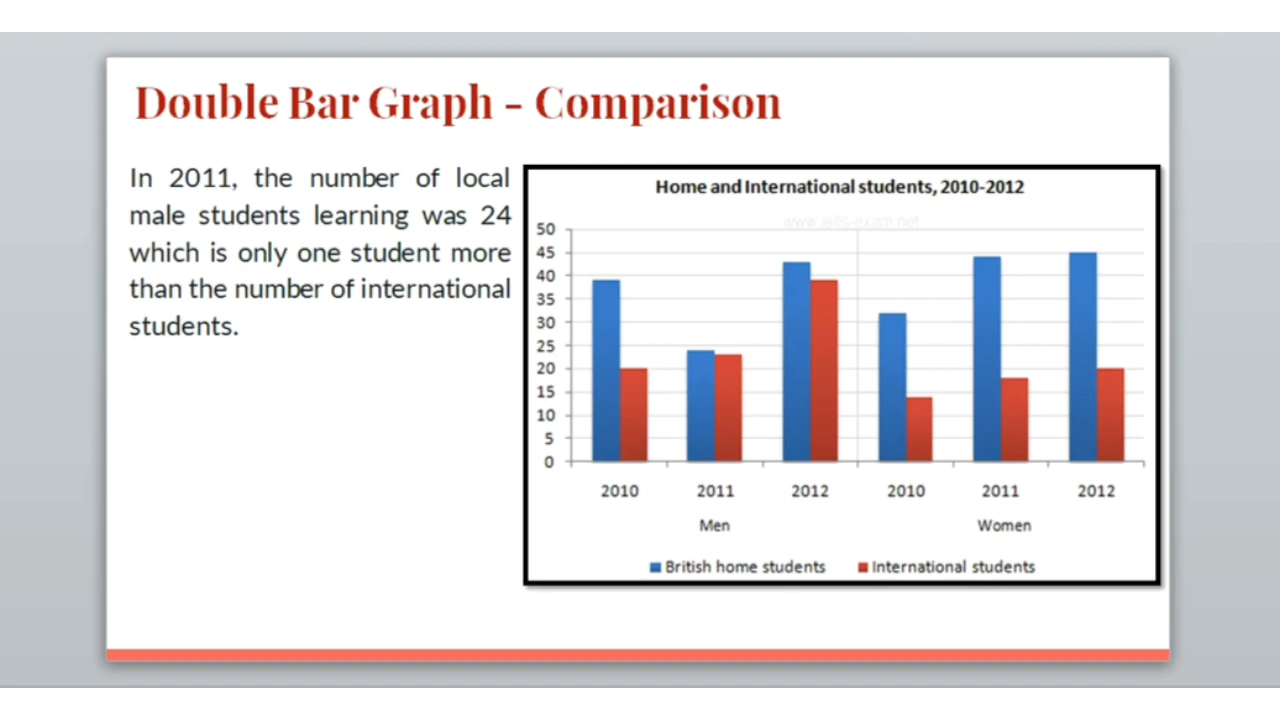 Double Bar Graph - Comparison
In 2011, the number of local
male students learning was 24
which is only one student more
than the number of international
students.
Home and International students, 2010-2012
www.ielts-exam.net
50
45
40
35
30
25
20
15
10
5
0
2010 2011 2012 2010 2011 2012
Men Women
British home students International students